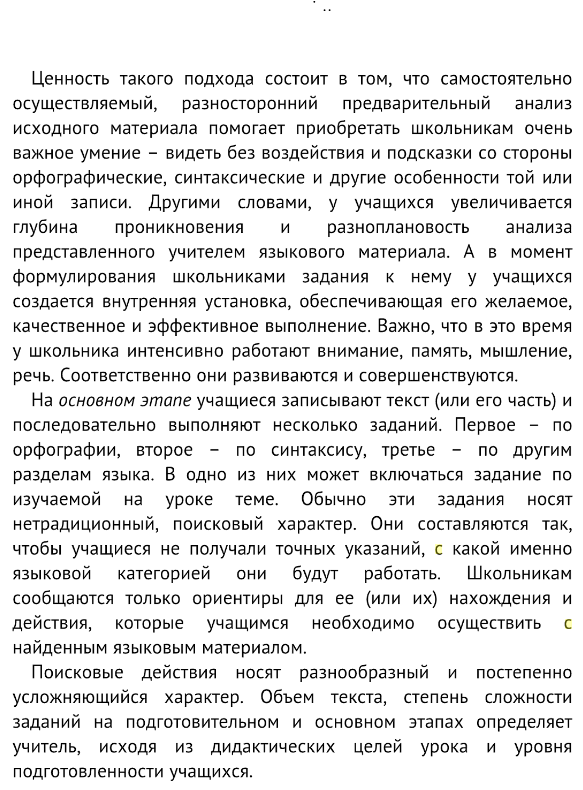 Ценность такого подхода состоит в том, что самостоятельно
осуществляемый, разносторонний предварительный анализ
исходного материала помогает приобретать школьникам очень
важное умение – видеть без воздействия и подсказки со стороны
орфографические, синтаксические и другие особенности той или
иной записи. Другими словами, у учащихся увеличивается
глубина проникновения и разноплановость анализа
представленного учителем языкового материала. А в момент
формулирования школьниками задания к нему у учащихся
создается внутренняя установка, обеспечивающая его желаемое,
качественное и эффективное выполнение. Важно, что в это время
у школьника интенсивно работают внимание, память, мышление,
речь. Соответственно они развиваются и совершенствуются.
На основном этапе учащиеся записывают текст (или его часть) и
последовательно выполняют несколько заданий. Первое – по
орфографии, второе – по синтаксису, третье – по другим
разделам языка. В одно из них может включаться задание по
изучаемой на уроке теме. Обычно эти задания носят
нетрадиционный, поисковый характер. Они составляются так,
чтобы учащиеся не получали точных указаний, с какой именно
языковой категорией они будут работать. Школьникам
сообщаются только ориентиры для ее (или их) нахождения и
действия, которые учащимся необходимо осуществить с
найденным языковым материалом.
Поисковые действия носят разнообразный и постепенно
усложняющийся характер. Объем текста, степень сложности
заданий на подготовительном и основном этапах определяет
учитель, исходя из дидактических целей урока и уровня
подготовленности учащихся.